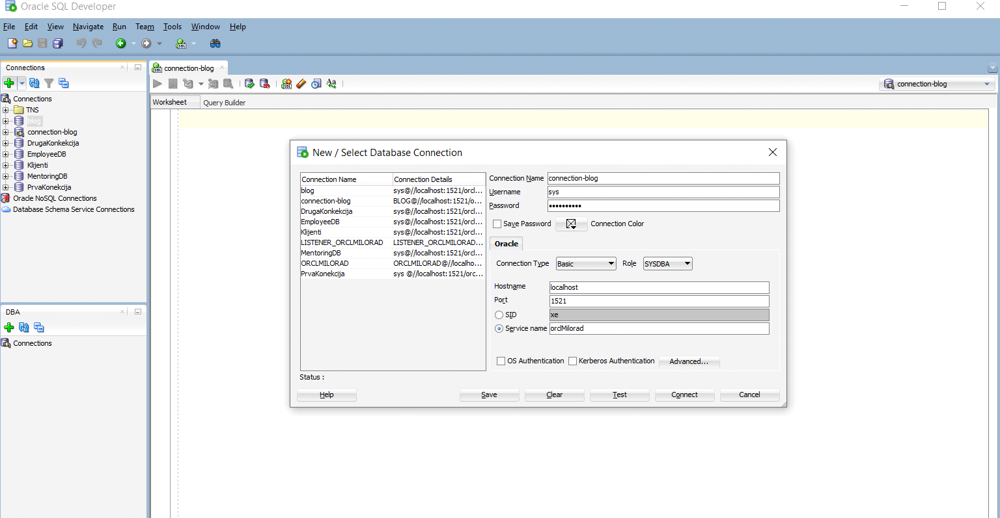 Oracle SQL Developer
File Edit View Navigate Run Team Tools Window Help
Connections
Connections
TNS
blog
connection-blog
DrugaKonkekcija
EmployeeDB
Klijenti
MentoringDB
PrvaKonekcija
Oracle NoSQL Connections
Database Schema Service Connections
DBA
Connections
connection-blog
Aa
connection-blog
Worksheet Query Builder
New / Select Database Connection
Connection Name Connection Details
blog sys@//localhost:1521/orcl...
connection-blog BLOG@//localhost:1521/o...
DrugaKonkekcija sys@//localhost:1521/orcl...
EmployeeDB sys@//localhost:1521/orcl...
Klijenti sys@//localhost:1521/orcl...
LISTENER_ORCLMILORAD LISTENER_ORCLMILORAD...
MentoringDB sys@//localhost:1521/orcl...
ORCLMILORAD ORCLMILORAD@//localho...
PrvaKonekcija sys @//localhost:1521/orc...
Connection Name connection-blog
Username sys
Password ••••••••••
Save Password Connection Color
Oracle
Connection Type Basic Role SYSDBA
Hostname localhost
Port 1521
SID xe
Service name orclMilorad
OS Authentication Kerberos Authentication Advanced...
Status :
Help Save Clear Test Connect Cancel